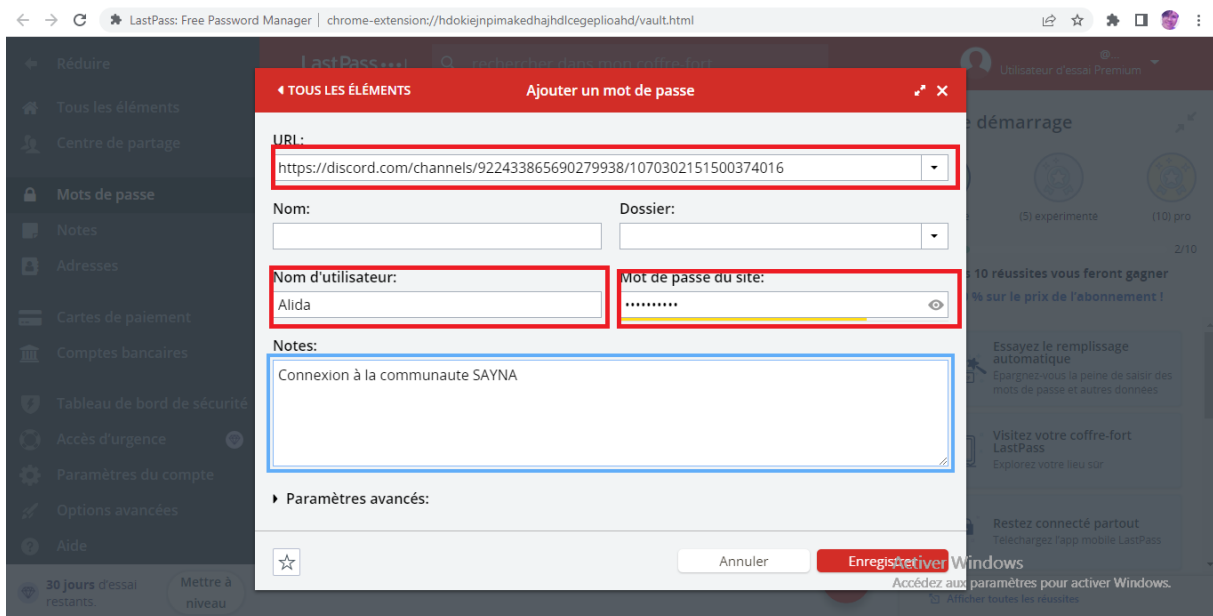 LastPass: Free Password Manager | chrome-extension://hdokiejnpimakedhajhdlcegeplioahd/vault.html
Réduire
LastPass
rechercher dans mon coffre-fort
Utilisateur d'essai Premium
Tous les éléments
Centre de partage
Mots de passe
Notes
Adresses
Cartes de paiement
Comptes bancaires
Tableau de bord de sécurité
Accès d'urgence
Paramètres du compte
Options avancées
Aide
30 jours d'essai
restants.
Mettre à
niveau
TOUS LES ÉLÉMENTS
Ajouter un mot de passe
URL:
https://discord.com/channels/922433865690279938/1070302151500374016
Nom:
Dossier:
Nom d'utilisateur:
Mot de passe du site:
Alida
••••••••••
Notes:
Connexion à la communaute SAYNA
Paramètres avancés:
Annuler
Enregistrer
démarrage
(5) expérimenté
(10) pro
2/10
10 réussites vous feront gagner
% sur le prix de l'abonnement !
Essayez le remplissage
automatique
Épargnez-vous la peine de saisir des
mots de passe et autres données
Visitez votre coffre-fort
LastPass
Explorez votre lieu sûr
Restez connecté partout
Téléchargez l'app mobile LastPass
Activer Windows
Accédez aux paramètres pour activer Windows.
Afficher toutes les réussites